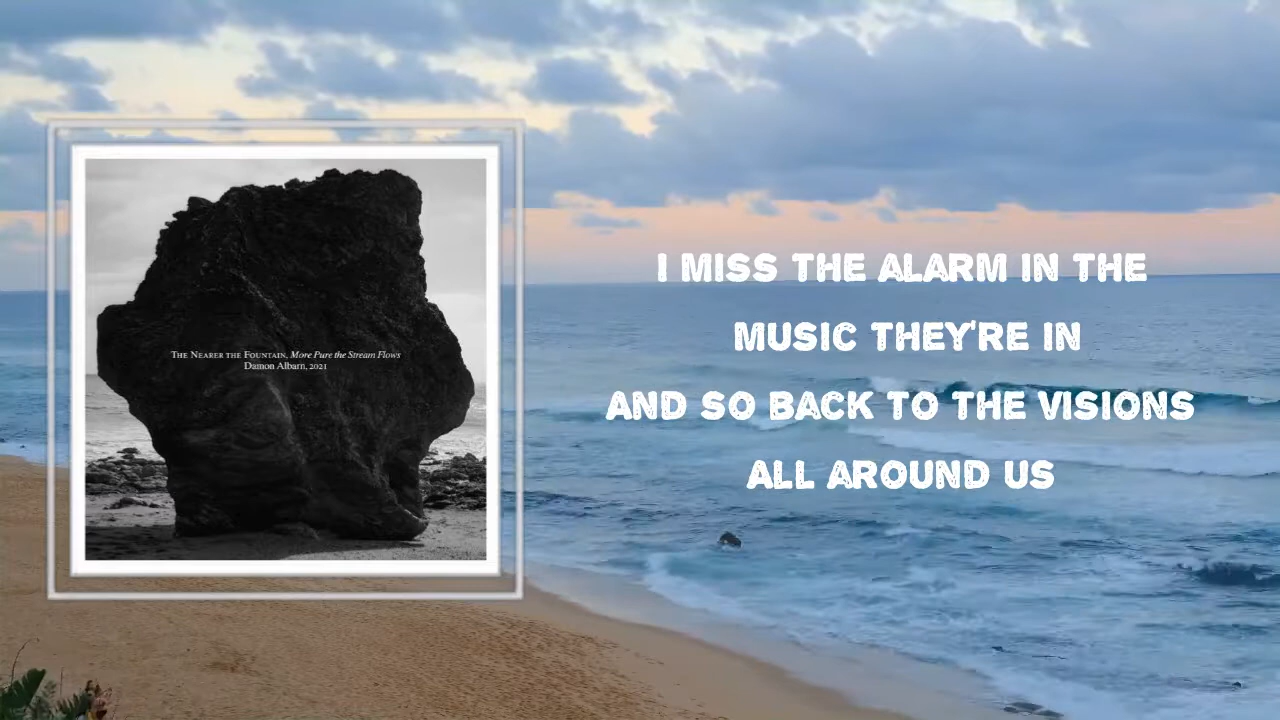 The Nearer the Fountain, More Pure the Stream Flows
Damon Albarn, 2021
I MISS THE ALARM IN THE
MUSIC THEY'RE IN
AND SO BACK TO THE VISIONS
ALL AROUND US